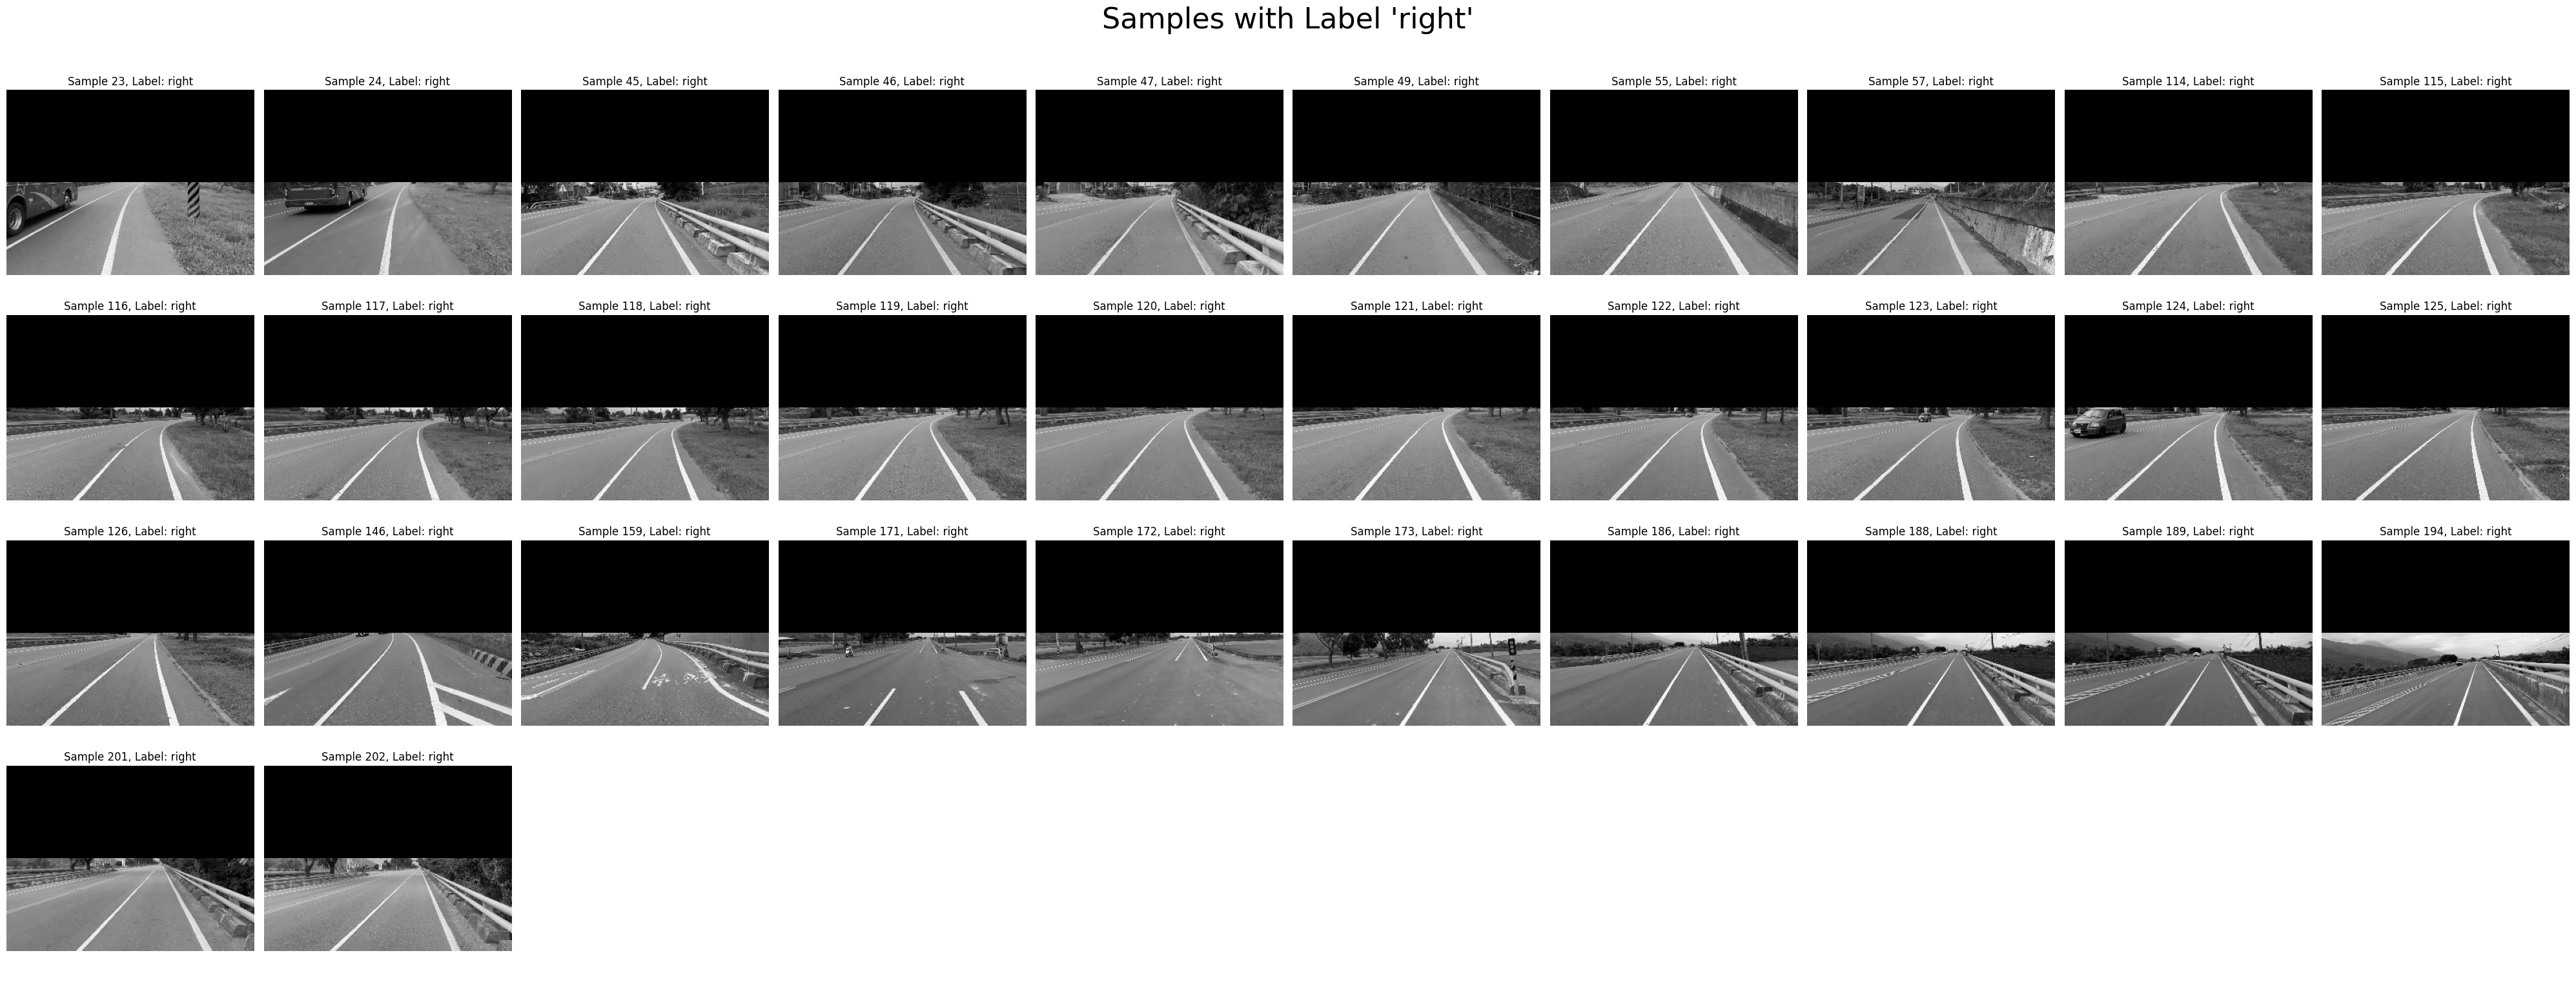 Samples with Label 'right'
Sample 23, Label: right
Sample 24, Label: right
Sample 45, Label: right
Sample 46, Label: right
Sample 47, Label: right
Sample 49, Label: right
Sample 55, Label: right
Sample 57, Label: right
Sample 114, Label: right
Sample 115, Label: right
Sample 116, Label: right
Sample 117, Label: right
Sample 118, Label: right
Sample 119, Label: right
Sample 120, Label: right
Sample 121, Label: right
Sample 122, Label: right
Sample 123, Label: right
Sample 124, Label: right
Sample 125, Label: right
Sample 126, Label: right
Sample 146, Label: right
Sample 159, Label: right
Sample 171, Label: right
Sample 172, Label: right
Sample 173, Label: right
Sample 186, Label: right
Sample 188, Label: right
Sample 189, Label: right
Sample 194, Label: right
Sample 201, Label: right
Sample 202, Label: right